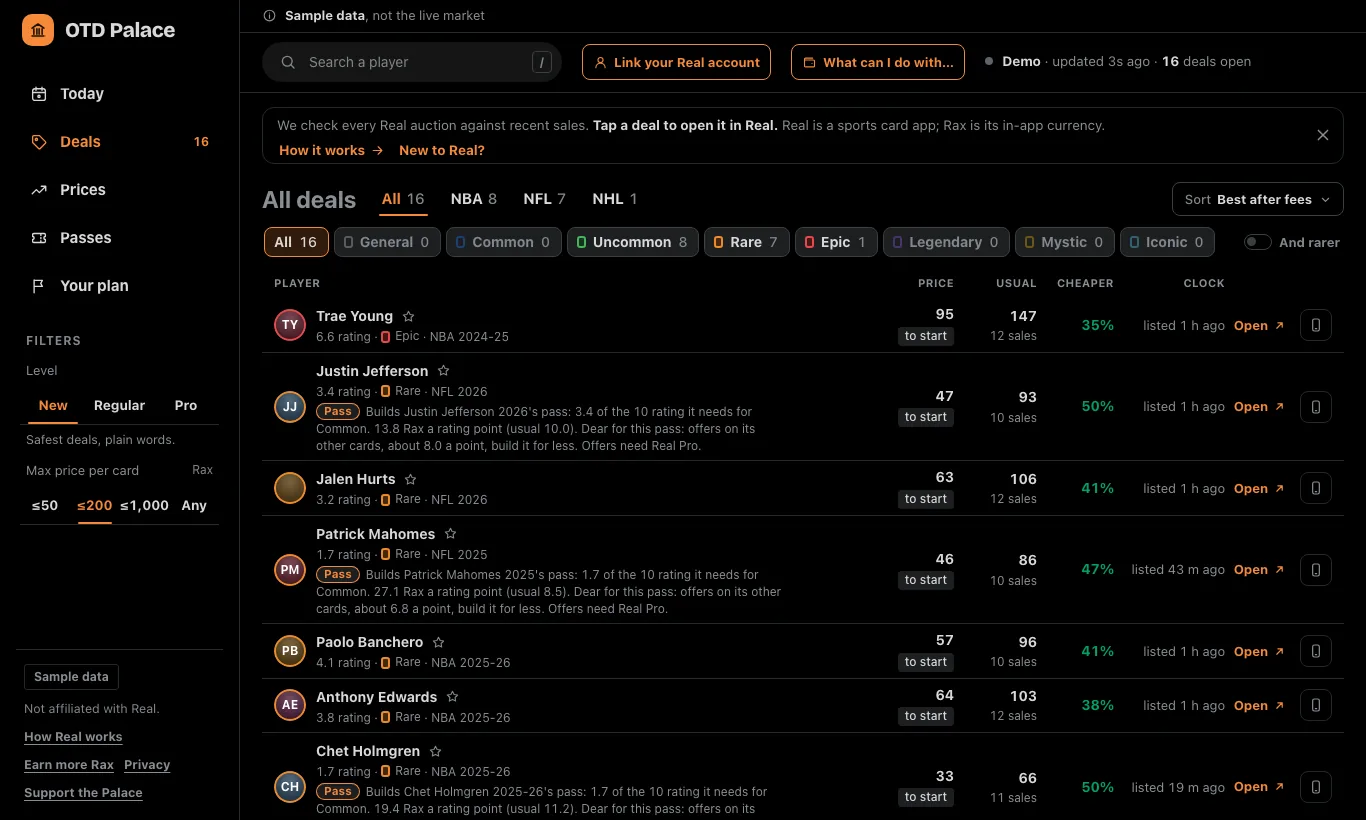 OTD Palace
Today
Deals 16
Prices
Passes
Your plan
FILTERS
Level
New Regular Pro
Safest deals, plain words.
Max price per card Rax
≤50 ≤200 ≤1,000 Any
Sample data
Not affiliated with Real.
How Real works
Earn more Rax Privacy
Support the Palace
Sample data, not the live market
Search a player /
Link your Real account
What can I do with...
Demo · updated 3s ago · 16 deals open
We check every Real auction against recent sales. Tap a deal to open it in Real. Real is a sports card app; Rax is its in-app currency.
How it works → New to Real?
All deals All 16 NBA 8 NFL 7 NHL 1
Sort Best after fees
All 16 General 0 Common 0 Uncommon 8 Rare 7 Epic 1 Legendary 0 Mystic 0 Iconic 0 And rarer
PLAYER PRICE USUAL CHEAPER CLOCK
TY Trae Young 95 147 35% listed 1 h ago Open ↗
6.6 rating · Epic · NBA 2024-25 to start 12 sales
Justin Jefferson
3.4 rating · Rare · NFL 2026
JJ 47 93 50% listed 1 h ago Open ↗
to start 10 sales
Pass Builds Justin Jefferson 2026's pass: 3.4 of the 10 rating it needs for
Common. 13.8 Rax a rating point (usual 10.0). Dear for this pass: offers on its
other cards, about 8.0 a point, build it for less. Offers need Real Pro.
Jalen Hurts 63 106 41% listed 1 h ago Open ↗
3.2 rating · Rare · NFL 2026 to start 12 sales
Patrick Mahomes
1.7 rating · Rare · NFL 2025
PM 46 86 47% listed 43 m ago Open ↗
to start 10 sales
Pass Builds Patrick Mahomes 2025's pass: 1.7 of the 10 rating it needs for
Common. 27.1 Rax a rating point (usual 8.5). Dear for this pass: offers on its other
cards, about 6.8 a point, build it for less. Offers need Real Pro.
PB Paolo Banchero 57 96 41% listed 1 h ago Open ↗
4.1 rating · Rare · NBA 2025-26 to start 10 sales
AE Anthony Edwards 64 103 38% listed 1 h ago Open ↗
3.8 rating · Rare · NBA 2025-26 to start 12 sales
Chet Holmgren
1.7 rating · Rare · NBA 2025-26
CH 33 66 50% listed 19 m ago Open ↗
to start 11 sales
Pass Builds Chet Holmgren 2025-26's pass: 1.7 of the 10 rating it needs for
Common. 19.4 Rax a rating point (usual 11.2). Dear for this pass: offers on its